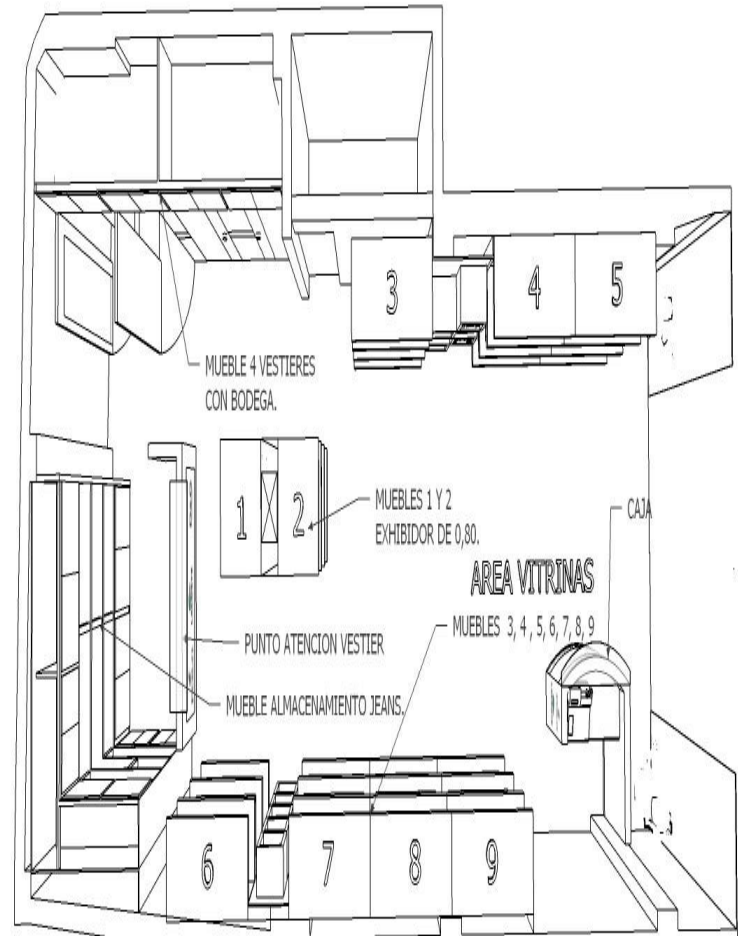 3
4
5
MUEBLE 4 VESTIERES
CON BODEGA.
1
2
MUEBLES 1 Y 2
EXHIBIDOR DE 0,80.
CAJA
AREA VITRINAS
MUEBLES 3, 4 , 5, 6, 7, 8, 9
PUNTO ATENCION VESTIER
MUEBLE ALMACENAMIENTO JEANS.
6
7
8
9